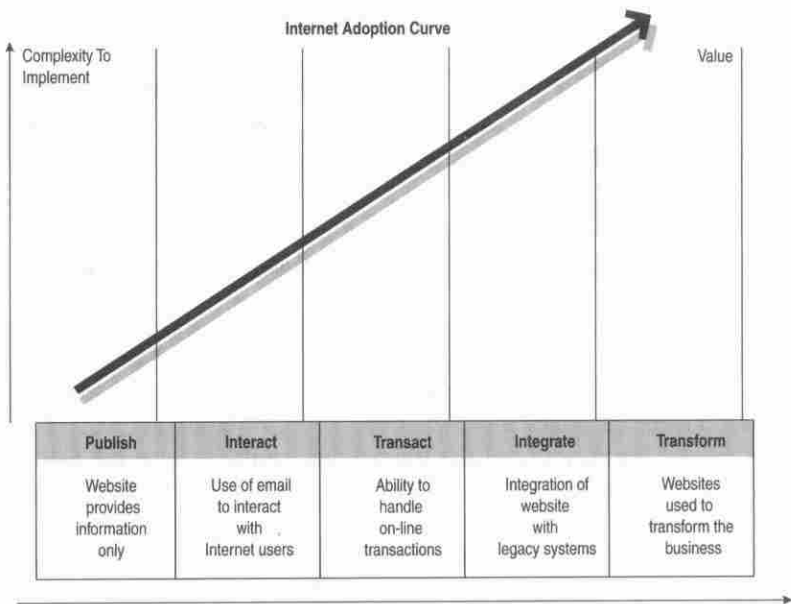 Internet Adoption Curve
Complexity To
Implement
Value
Publish
Interact
Transact
Integrate
Transform
Website
provides
information
only
Use of email
to interact
with
Internet users
Ability to
handle
on-line
transactions
Integration of
website
with
legacy systems
Websites
used to
transform the
business